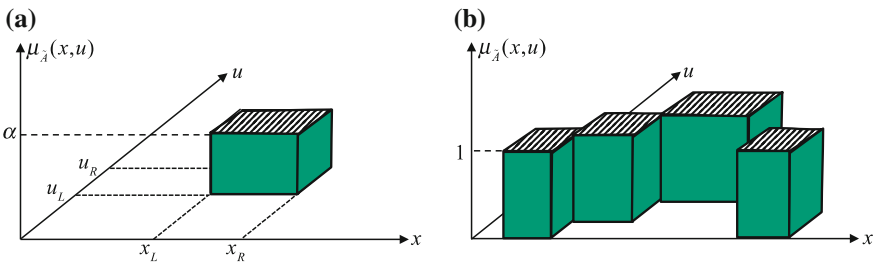 (a)
μ_Ã(x,u)
u
α
u_R
u_L
x_L
x_R
x
(b)
μ_Ã(x,u)
u
1
x